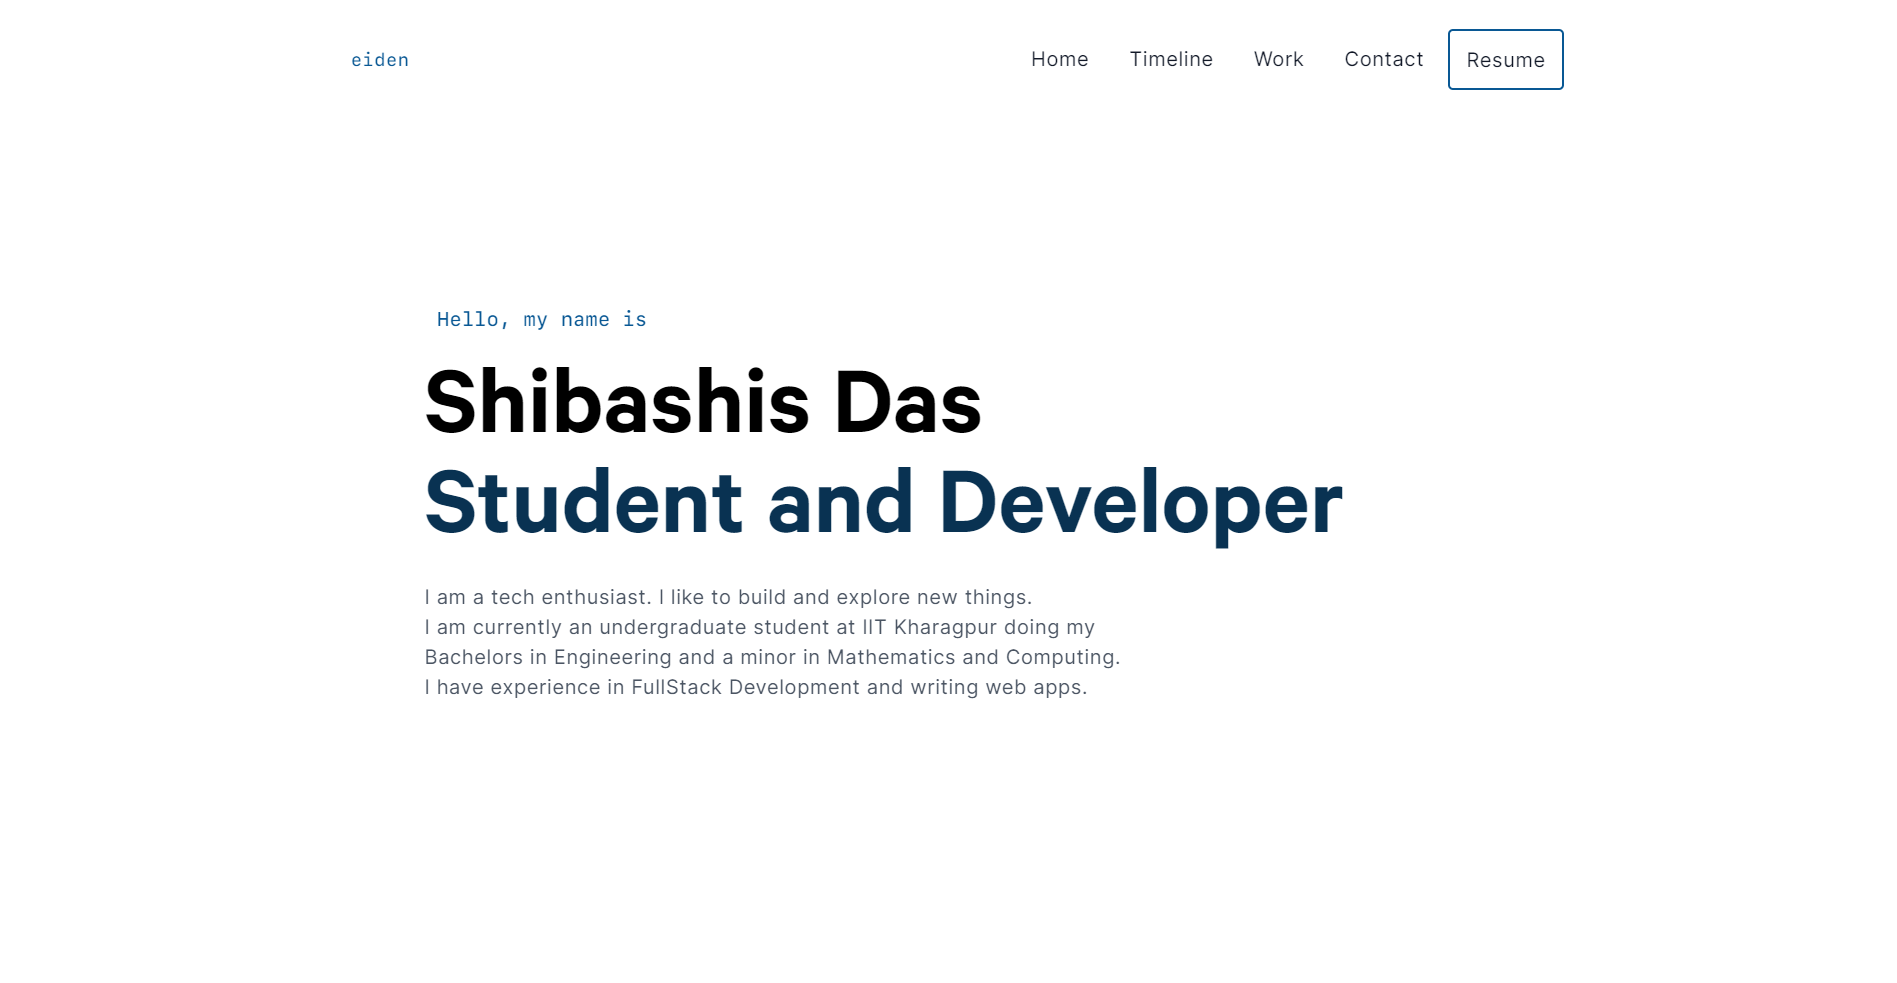 eiden
Home Timeline Work Contact Resume
Hello, my name is
Shibashis Das
Student and Developer
I am a tech enthusiast. I like to build and explore new things.
I am currently an undergraduate student at IIT Kharagpur doing my
Bachelors in Engineering and a minor in Mathematics and Computing.
I have experience in FullStack Development and writing web apps.